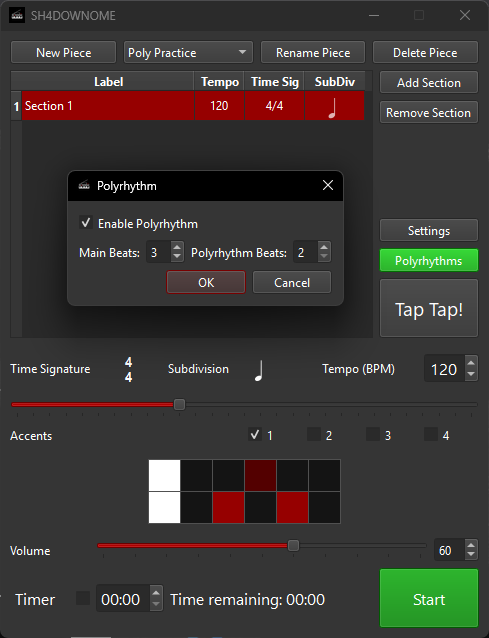 SH4DOWNOME
New Piece Poly Practice Rename Piece Delete Piece
Label Tempo Time Sig SubDiv
1 Section 1 120 4/4
Add Section
Remove Section
Polyrhythm
Enable Polyrhythm
Main Beats: 3 Polyrhythm Beats: 2
OK Cancel
Settings
Polyrhythms
Tap Tap!
Time Signature 4 4 Subdivision Tempo (BPM) 120
Accents 1 2 3 4
Volume 60
Timer 00:00 Time remaining: 00:00 Start